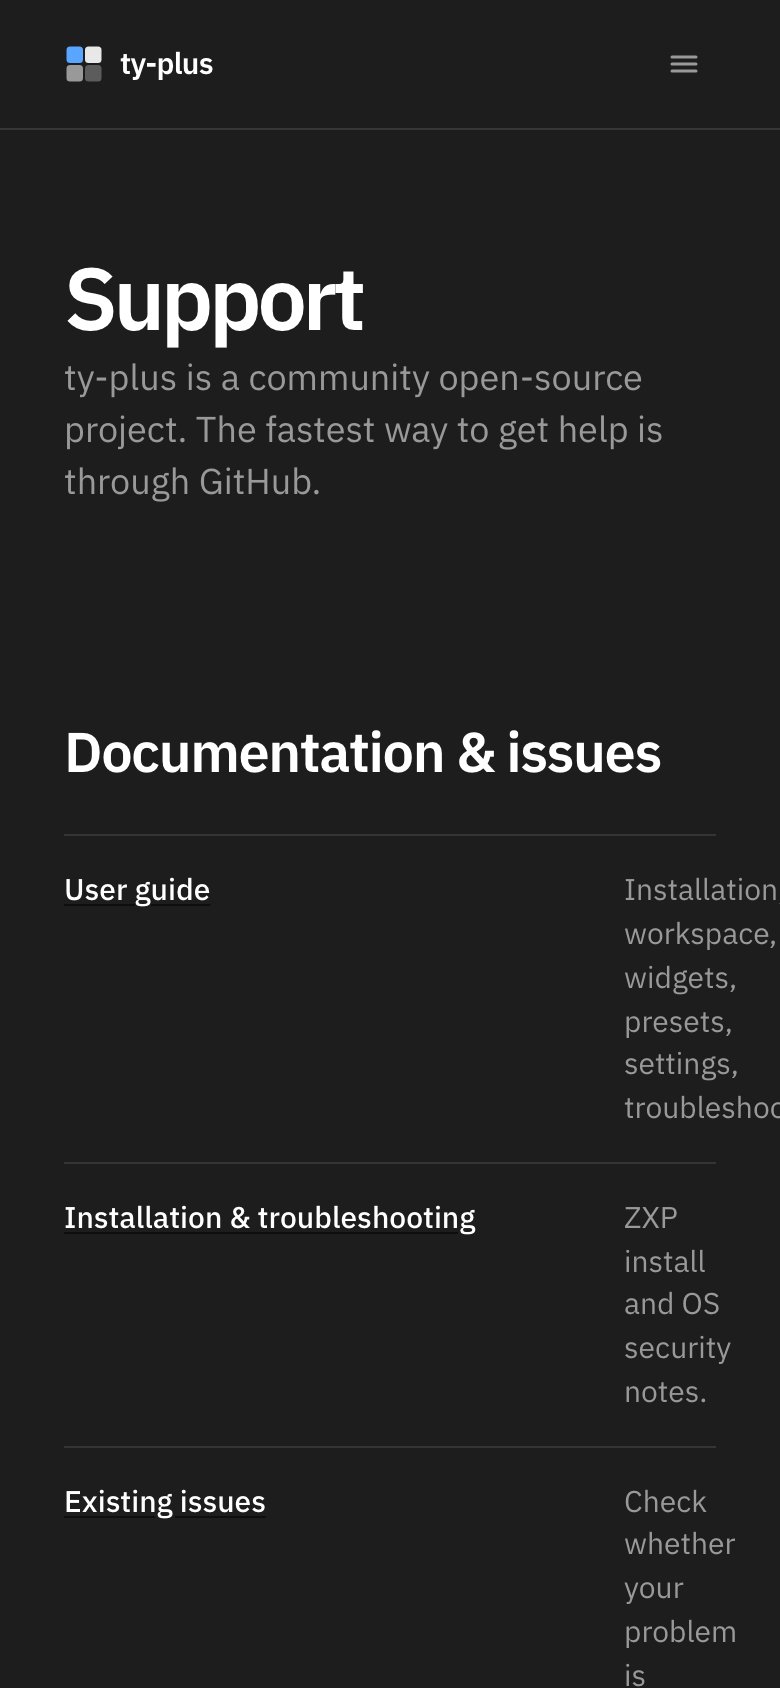 ty-plus
Support
ty-plus is a community open-source
project. The fastest way to get help is
through GitHub.
Documentation & issues
User guide
Installation
workspace,
widgets,
presets,
settings,
Installation & troubleshooting
ZXP
install
and OS
security
notes.
Existing issues
Check
whether
your
problem
is